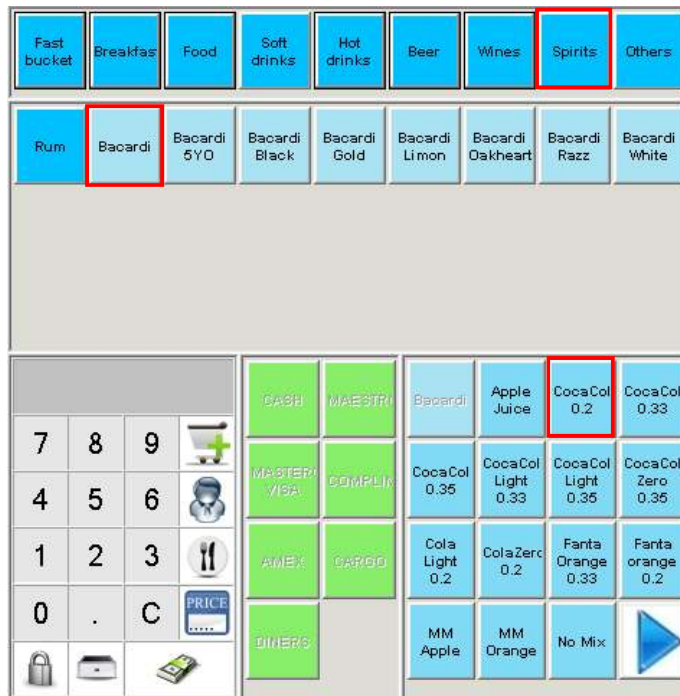 Fast bucket
Breakfas
Food
Soft drinks
Hot drinks
Beer
Wines
Spirits
Others
Rum
Bacardi
Bacardi 5YO
Bacardi Black
Bacardi Gold
Bacardi Limon
Bacardi Oakheart
Bacardi Razz
Bacardi White
7 8 9
4 5 6
1 2 3
0 . C
PRICE
CASH
MAESTRO
MASTERC VISA
COMPLIN
AMEX
CARGO
DINERS
Bacardi
Apple Juice
CocaCol 0.2
CocaCol 0.33
CocaCol 0.35
CocaCol Light 0.33
CocaCol Light 0.35
CocaCol Zero 0.35
Cola Light 0.2
ColaZero 0.2
Fanta Orange 0.33
Fanta orange 0.2
MM Apple
MM Orange
No Mix